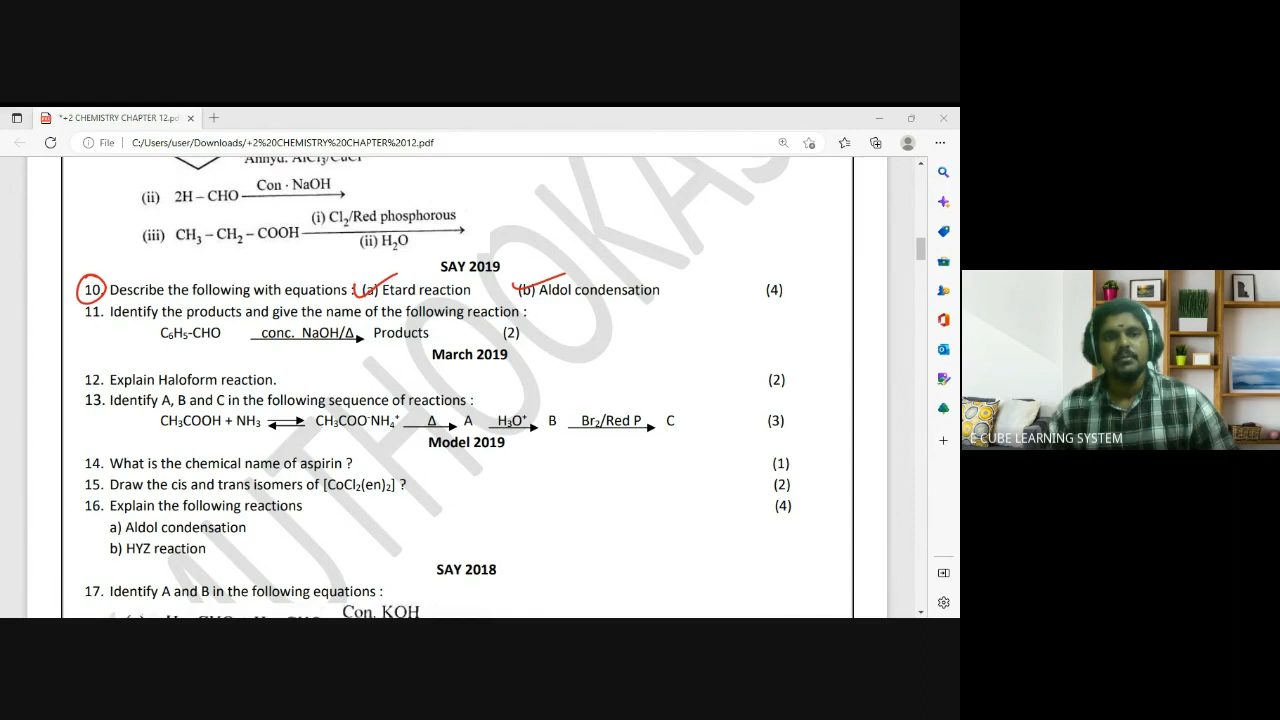 *+2 CHEMISTRY CHAPTER 12.pd
File C:/Users/user/Downloads/+2%20CHEMISTRY%20CHAPTER%2012.pdf
Anhyd. AlCl₃/CuCl
(ii) 2H – CHO Con · NaOH
(iii) CH₃ – CH₂ – COOH (i) Cl₂/Red phosphorous
(ii) H₂O
SAY 2019
10. Describe the following with equations : (a) Etard reaction (b) Aldol condensation (4)
11. Identify the products and give the name of the following reaction :
C₆H₅-CHO conc. NaOH/Δ Products (2)
March 2019
12. Explain Haloform reaction. (2)
13. Identify A, B and C in the following sequence of reactions :
CH₃COOH + NH₃ ⇌ CH₃COO⁻NH₄⁺ Δ A H₃O⁺ B Br₂/Red P C (3)
Model 2019
14. What is the chemical name of aspirin ? (1)
15. Draw the cis and trans isomers of [CoCl₂(en)₂] ? (2)
16. Explain the following reactions (4)
a) Aldol condensation
b) HYZ reaction
SAY 2018
17. Identify A and B in the following equations :
Con. KOH
CUBE LEARNING SYSTEM